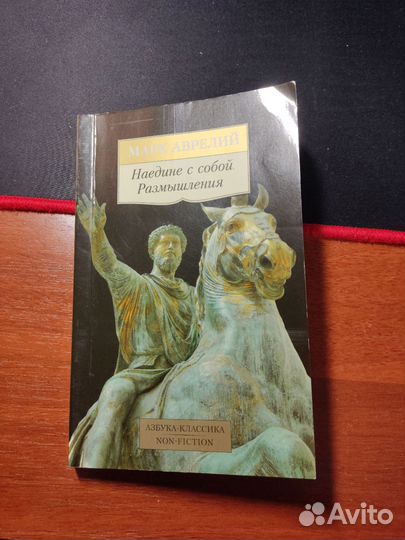 МАРК АВРЕЛИЙ
Наедине с собой
Размышления
АЗБУКА-КЛАССИКА
NON-FICTION
Avito